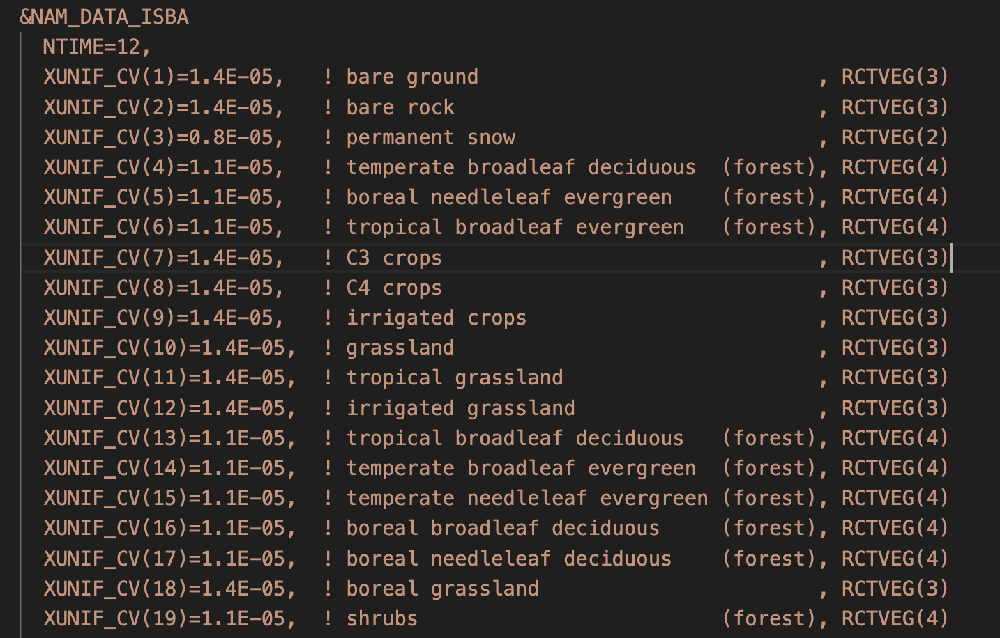 &NAM_DATA_ISBA
  NTIME=12,
  XUNIF_CV(1)=1.4E-05,   ! bare ground                            , RCTVEG(3)
  XUNIF_CV(2)=1.4E-05,   ! bare rock                              , RCTVEG(3)
  XUNIF_CV(3)=0.8E-05,   ! permanent snow                         , RCTVEG(2)
  XUNIF_CV(4)=1.1E-05,   ! temperate broadleaf deciduous  (forest), RCTVEG(4)
  XUNIF_CV(5)=1.1E-05,   ! boreal needleleaf evergreen    (forest), RCTVEG(4)
  XUNIF_CV(6)=1.1E-05,   ! tropical broadleaf evergreen   (forest), RCTVEG(4)
  XUNIF_CV(7)=1.4E-05,   ! C3 crops                               , RCTVEG(3)
  XUNIF_CV(8)=1.4E-05,   ! C4 crops                               , RCTVEG(3)
  XUNIF_CV(9)=1.4E-05,   ! irrigated crops                        , RCTVEG(3)
  XUNIF_CV(10)=1.4E-05,  ! grassland                              , RCTVEG(3)
  XUNIF_CV(11)=1.4E-05,  ! tropical grassland                     , RCTVEG(3)
  XUNIF_CV(12)=1.4E-05,  ! irrigated grassland                    , RCTVEG(3)
  XUNIF_CV(13)=1.1E-05,  ! tropical broadleaf deciduous   (forest), RCTVEG(4)
  XUNIF_CV(14)=1.1E-05,  ! temperate broadleaf evergreen  (forest), RCTVEG(4)
  XUNIF_CV(15)=1.1E-05,  ! temperate needleleaf evergreen (forest), RCTVEG(4)
  XUNIF_CV(16)=1.1E-05,  ! boreal broadleaf deciduous     (forest), RCTVEG(4)
  XUNIF_CV(17)=1.1E-05,  ! boreal needleleaf deciduous    (forest), RCTVEG(4)
  XUNIF_CV(18)=1.4E-05,  ! boreal grassland                       , RCTVEG(3)
  XUNIF_CV(19)=1.1E-05,  ! shrubs                         (forest), RCTVEG(4)